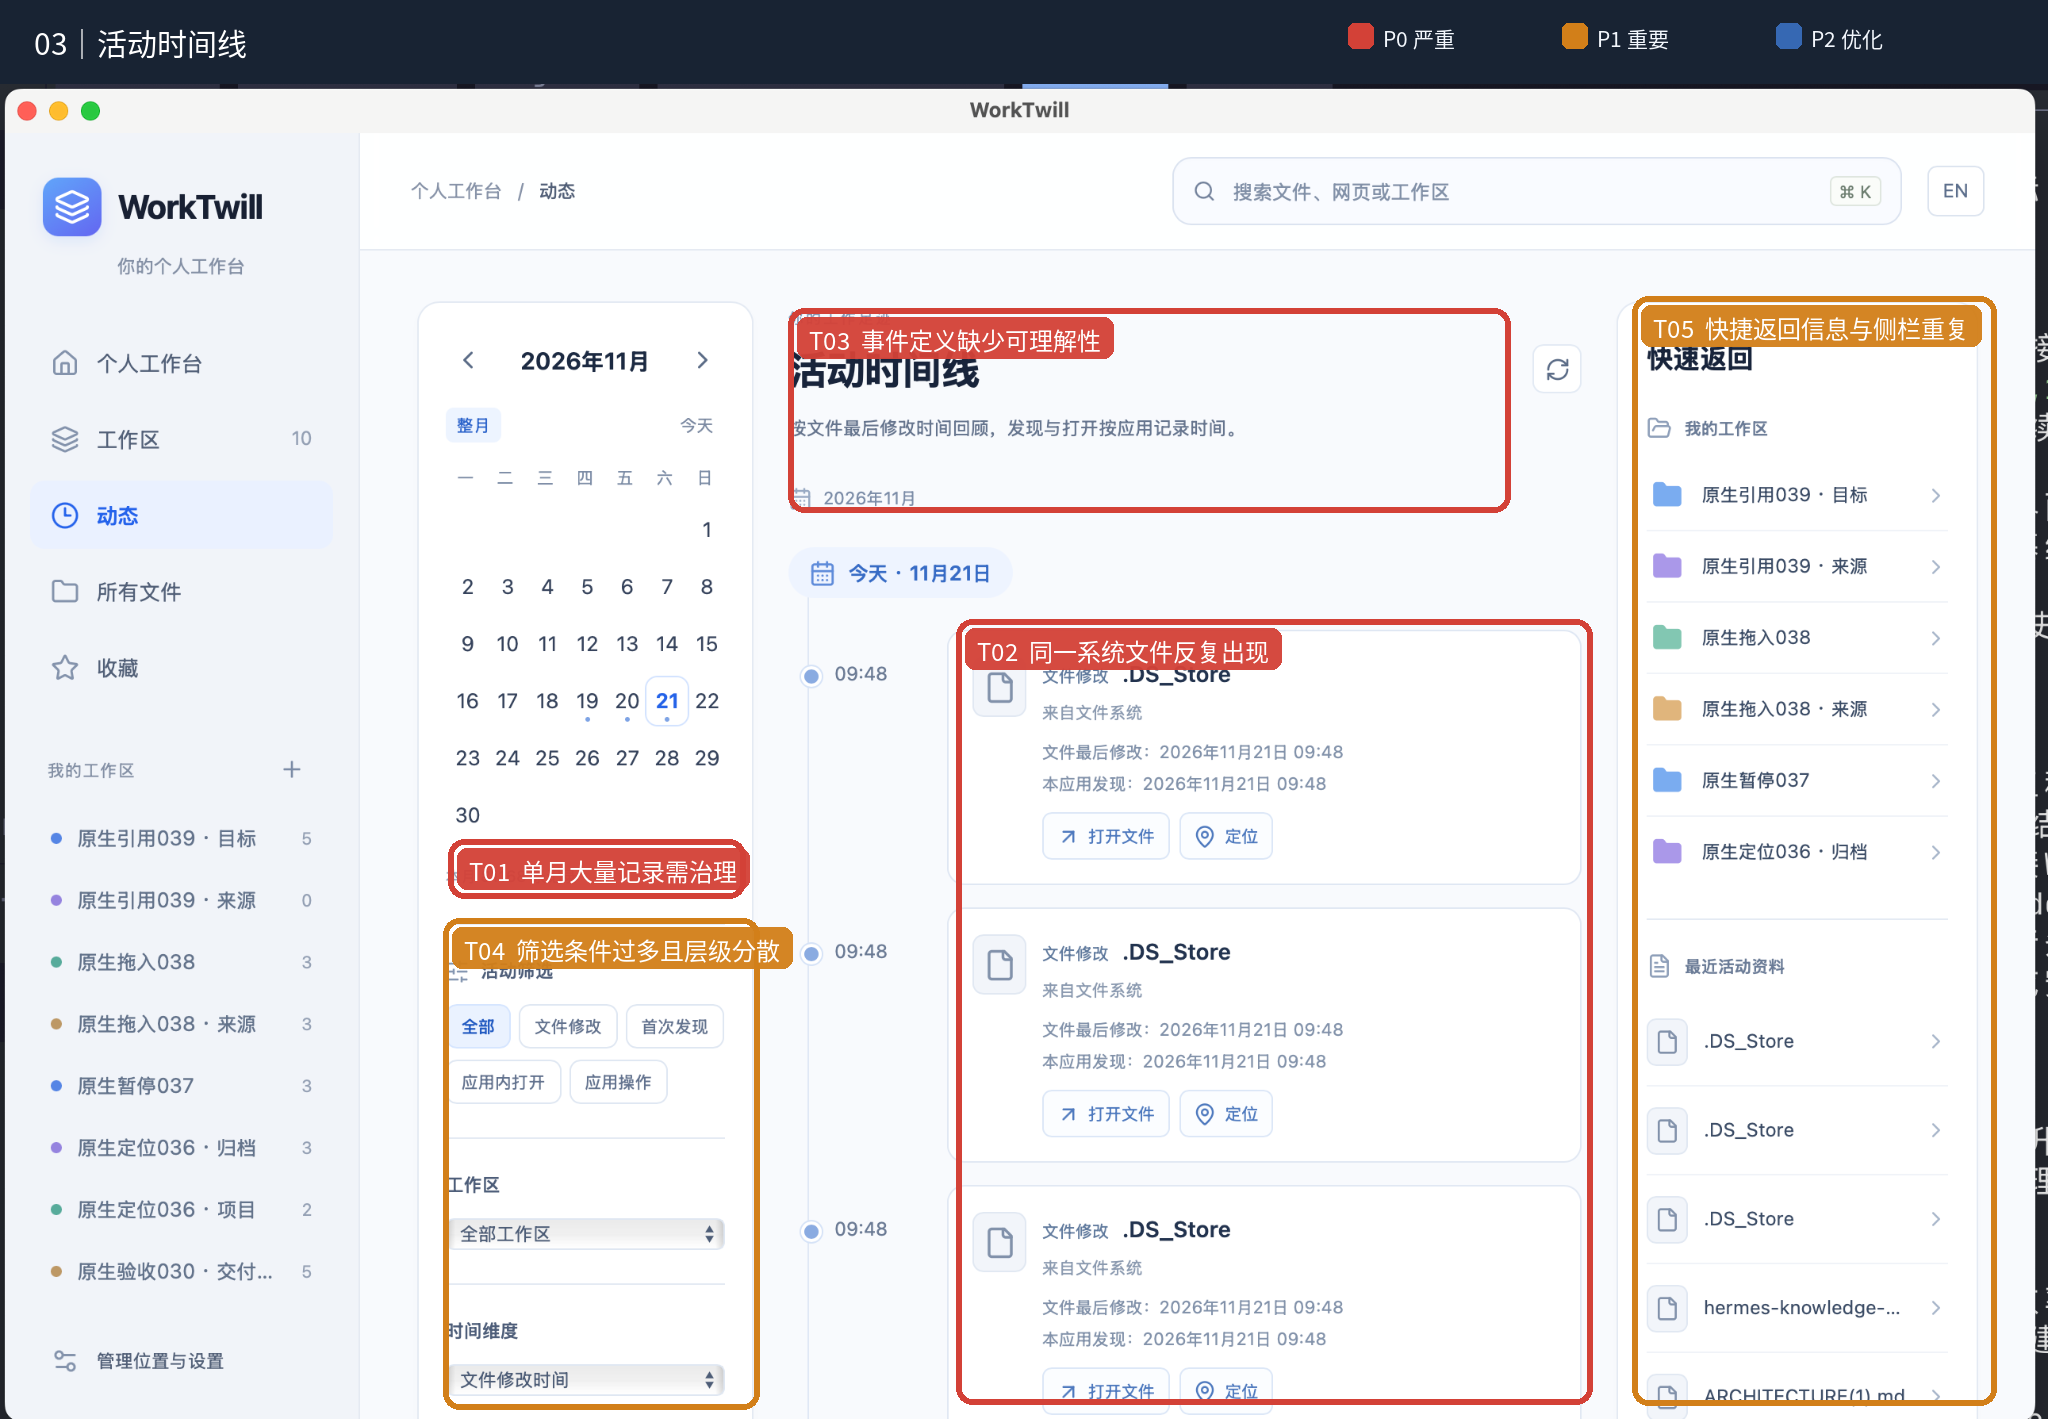 03｜活动时间线
P0 严重
P1 重要
P2 优化
WorkTwill
WorkTwill
你的个人工作台
个人工作台
工作区 10
动态
所有文件
收藏
我的工作区
原生引用039 · 目标 5
原生引用039 · 来源 0
原生拖入038 3
原生拖入038 · 来源 3
原生暂停037 3
原生定位036 · 归档 3
原生定位036 · 项目 2
原生验收030 · 交付... 5
管理位置与设置
个人工作台 / 动态
搜索文件、网页或工作区
⌘ K
EN
2026年11月
整月
今天
一 二 三 四 五 六 日
1
2 3 4 5 6 7 8
9 10 11 12 13 14 15
16 17 18 19 20 21 22
23 24 25 26 27 28 29
30
T01 单月大量记录需治理
T04 筛选条件过多且层级分散
活动筛选
全部
文件修改
首次发现
应用内打开
应用操作
工作区
全部工作区
时间维度
文件修改时间
T03 事件定义缺少可理解性
活动时间线
按文件最后修改时间回顾，发现与打开按应用记录时间。
2026年11月
今天 · 11月21日
T02 同一系统文件反复出现
09:48
文件修改 .DS_Store
来自文件系统
文件最后修改：2026年11月21日 09:48
本应用发现：2026年11月21日 09:48
打开文件
定位
09:48
文件修改 .DS_Store
来自文件系统
文件最后修改：2026年11月21日 09:48
本应用发现：2026年11月21日 09:48
打开文件
定位
09:48
文件修改 .DS_Store
来自文件系统
文件最后修改：2026年11月21日 09:48
本应用发现：2026年11月21日 09:48
打开文件
定位
T05 快捷返回信息与侧栏重复
快速返回
我的工作区
原生引用039 · 目标
原生引用039 · 来源
原生拖入038
原生拖入038 · 来源
原生暂停037
原生定位036 · 归档
最近活动资料
.DS_Store
.DS_Store
.DS_Store
hermes-knowledge-...
ARCHITECTURE(1).md